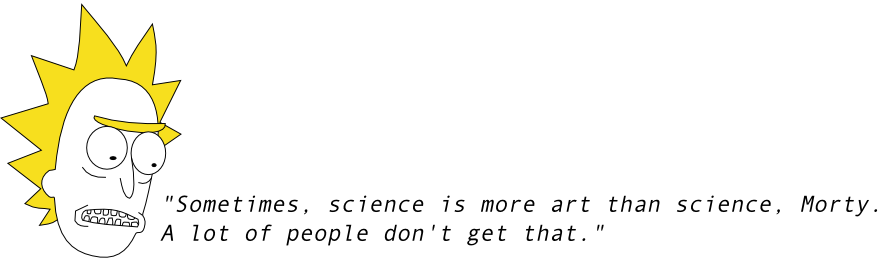 "Sometimes, science is more art than science, Morty.
A lot of people don't get that."